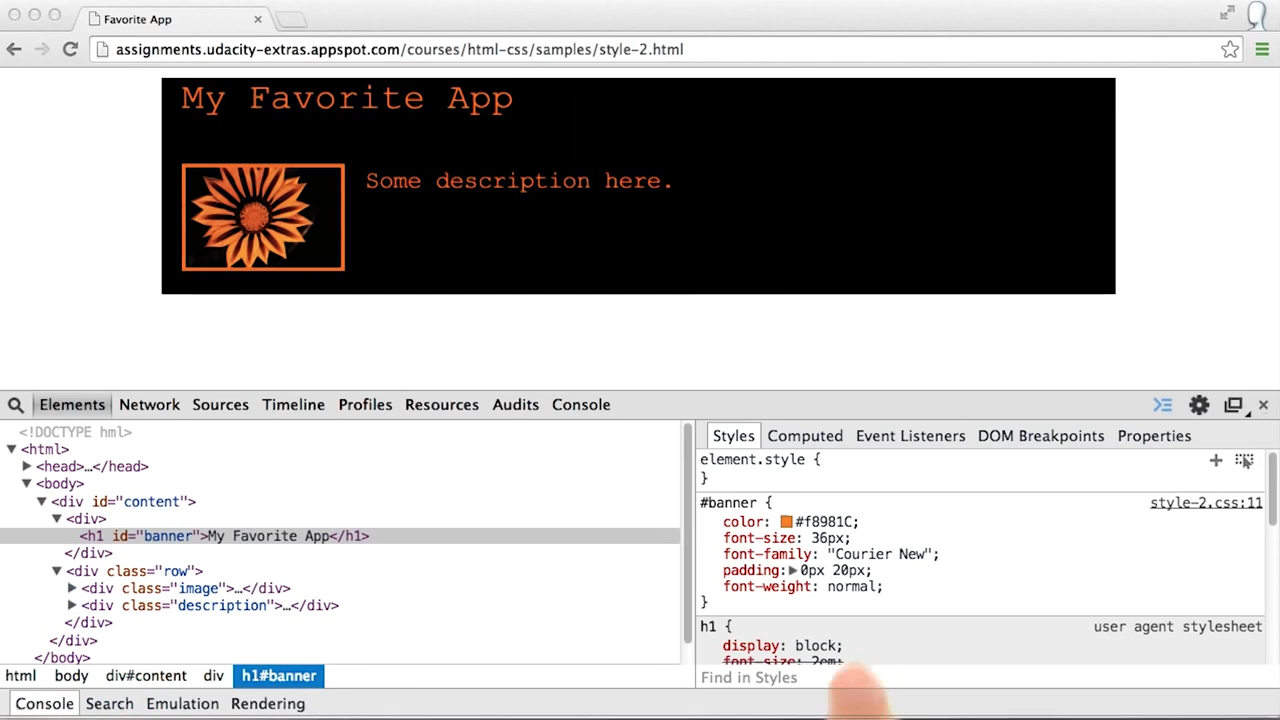 Favorite App
assignments.udacity-extras.appspot.com/courses/html-css/samples/style-2.html
My Favorite App
Some description here.
Elements Network Sources Timeline Profiles Resources Audits Console
<!DOCTYPE hml>
<html>
<head>…</head>
<body>
<div id="content">
<div>
<h1 id="banner">My Favorite App</h1>
</div>
<div class="row">
<div class="image">…</div>
<div class="description">…</div>
</div>
</div>
</body>
html body div#content div h1#banner
Styles Computed Event Listeners DOM Breakpoints Properties
element.style {
}
#banner { style-2.css:11
color: #f8981C;
font-size: 36px;
font-family: "Courier New";
padding: 0px 20px;
font-weight: normal;
}
h1 { user agent stylesheet
display: block;
font-size: 2em;
Find in Styles
Console Search Emulation Rendering